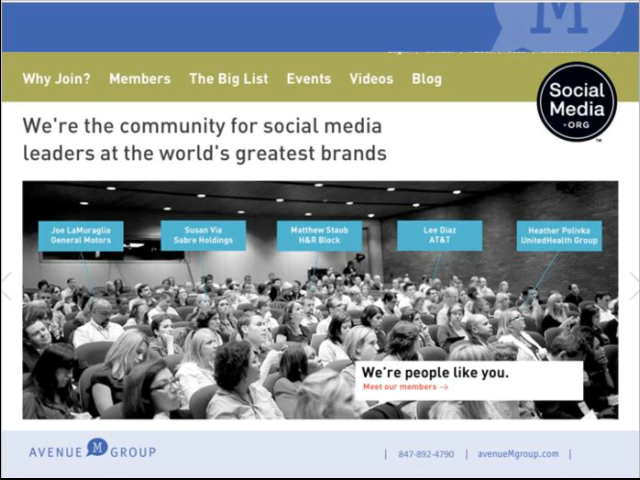 M
Why Join? Members The Big List Events Videos Blog
Social
Media
.ORG
TM
We're the community for social media
leaders at the world's greatest brands
Joe LaMuraglia
General Motors
Susan Via
Sabre Holdings
Matthew Staub
H&R Block
Lee Diaz
AT&T
Heather Polivka
UnitedHealth Group
We're people like you.
Meet our members →
AVENUE M GROUP
| 847-892-4790 | avenueMgroup.com |